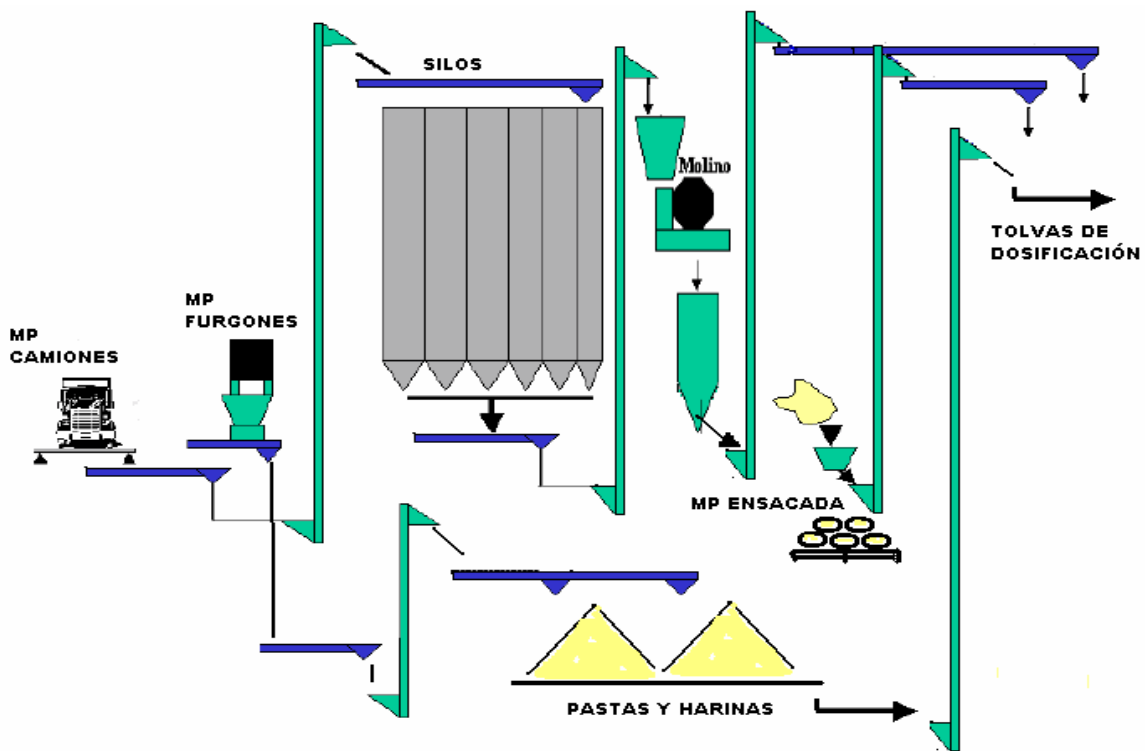 SILOS
Molino
TOLVAS DE
DOSIFICACIÓN
MP
FURGONES
MP
CAMIONES
MP ENSACADA
PASTAS Y HARINAS